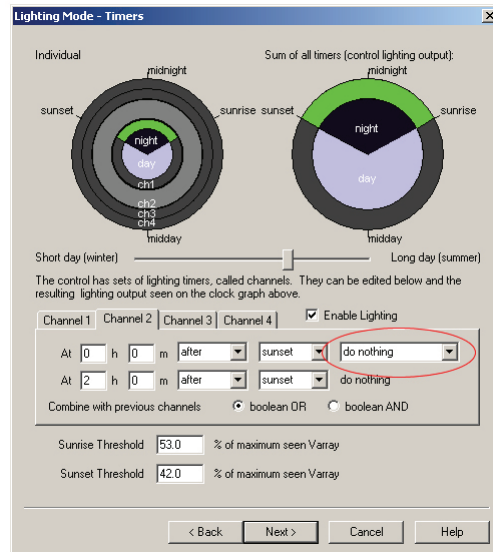 Lighting Mode - Timers
Individual
Sum of all timers (control lighting output):
midnight
sunset
sunrise
night
day
ch1
ch2
ch3
ch4
midday
midnight
sunset
sunrise
night
day
midday
Short day (winter)
Long day (summer)
The control has sets of lighting timers, called channels. They can be edited below and the
resulting lighting output seen on the clock graph above.
Channel 1 Channel 2 Channel 3 Channel 4 Enable Lighting
At 0 h 0 m after sunset do nothing
At 2 h 0 m after sunset do nothing
Combine with previous channels boolean OR boolean AND
Sunrise Threshold 53.0 % of maximum seen Varray
Sunset Threshold 42.0 % of maximum seen Varray
< Back Next > Cancel Help